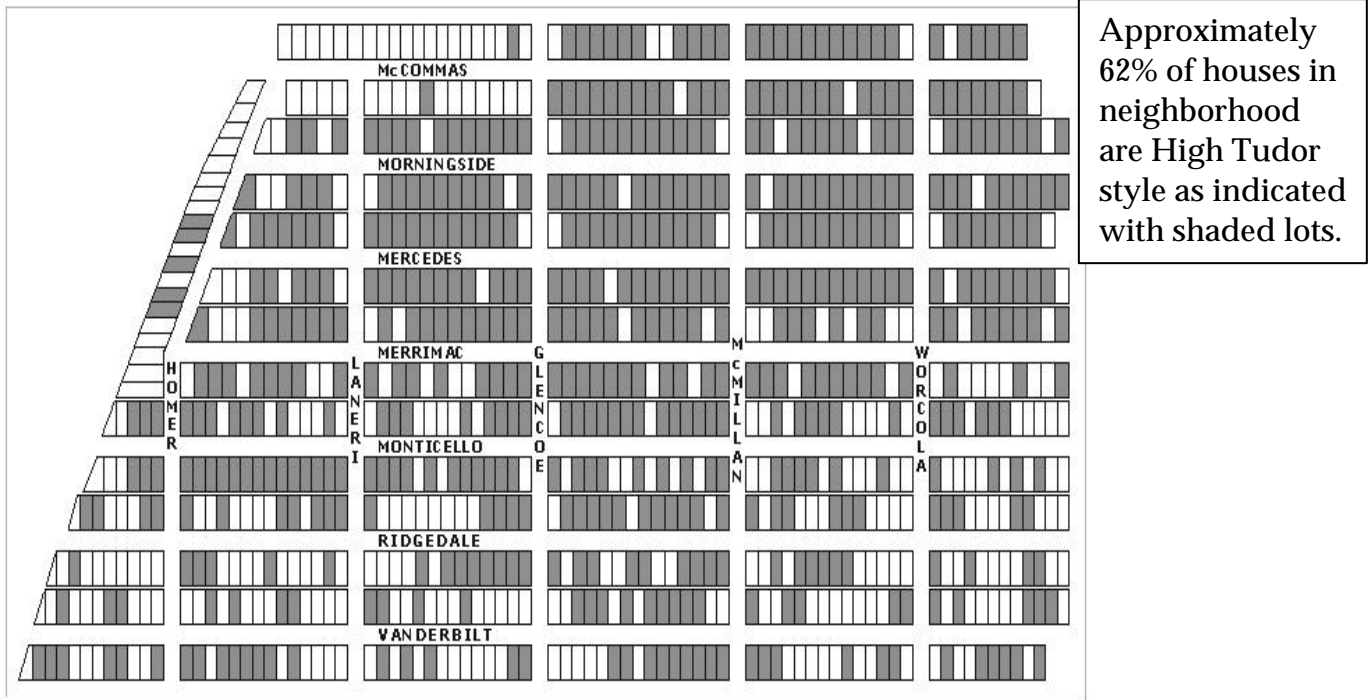 Approximately
62% of houses in
neighborhood
are High Tudor
style as indicated
with shaded lots.
McCOMMAS
MORNINGSIDE
MERCEDES
MERRIMAC
HOMER
LANERI
GLENCOE
McMILLAN
WORCOLA
MONTICELLO
RIDGEDALE
VANDERBILT